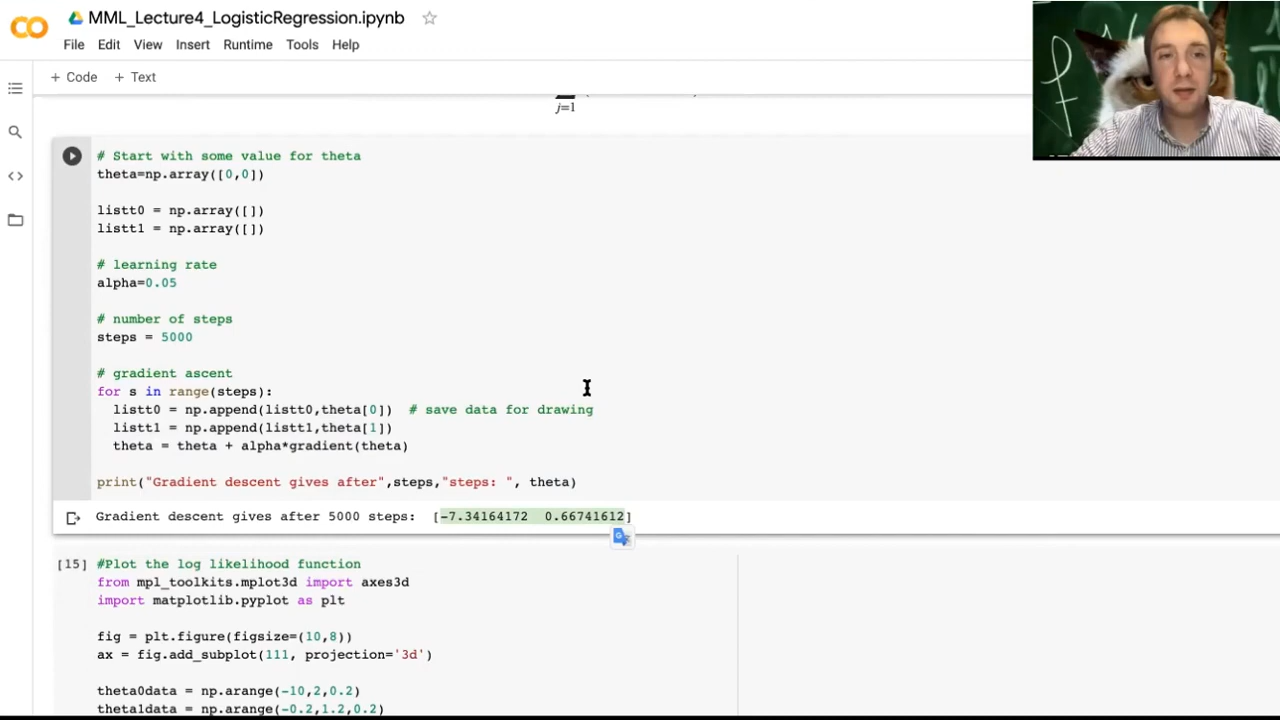 MML_Lecture4_LogisticRegression.ipynb
File Edit View Insert Runtime Tools Help
+ Code + Text
j=1
# Start with some value for theta
theta=np.array([0,0])
listt0 = np.array([])
listt1 = np.array([])
# learning rate
alpha=0.05
# number of steps
steps = 5000
# gradient ascent
for s in range(steps):
listt0 = np.append(listt0,theta[0]) # save data for drawing
listt1 = np.append(listt1,theta[1])
theta = theta + alpha*gradient(theta)
print("Gradient descent gives after",steps,"steps: ", theta)
Gradient descent gives after 5000 steps: [-7.34164172 0.66741612]
[15] #Plot the log likelihood function
from mpl_toolkits.mplot3d import axes3d
import matplotlib.pyplot as plt
fig = plt.figure(figsize=(10,8))
ax = fig.add_subplot(111, projection='3d')
theta0data = np.arange(-10,2,0.2)
theta1data = np.arange(-0.2,1.2,0.2)